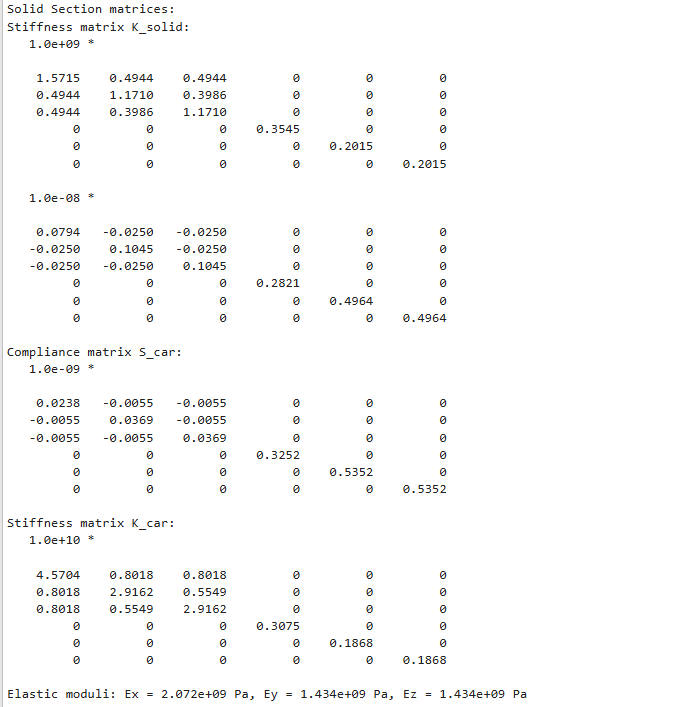 Solid Section matrices:
Stiffness matrix K_solid:
1.0e+09 *
1.5715 0.4944 0.4944 0 0 0
0.4944 1.1710 0.3986 0 0 0
0.4944 0.3986 1.1710 0 0 0
0 0 0 0.3545 0 0
0 0 0 0 0.2015 0
0 0 0 0 0 0.2015
1.0e-08 *
0.0794 -0.0250 -0.0250 0 0 0
-0.0250 0.1045 -0.0250 0 0 0
-0.0250 -0.0250 0.1045 0 0 0
0 0 0 0.2821 0 0
0 0 0 0 0.4964 0
0 0 0 0 0 0.4964
Compliance matrix S_car:
1.0e-09 *
0.0238 -0.0055 -0.0055 0 0 0
-0.0055 0.0369 -0.0055 0 0 0
-0.0055 -0.0055 0.0369 0 0 0
0 0 0 0.3252 0 0
0 0 0 0 0.5352 0
0 0 0 0 0 0.5352
Stiffness matrix K_car:
1.0e+10 *
4.5704 0.8018 0.8018 0 0 0
0.8018 2.9162 0.5549 0 0 0
0.8018 0.5549 2.9162 0 0 0
0 0 0 0.3075 0 0
0 0 0 0 0.1868 0
0 0 0 0 0 0.1868
Elastic moduli: Ex = 2.072e+09 Pa, Ey = 1.434e+09 Pa, Ez = 1.434e+09 Pa